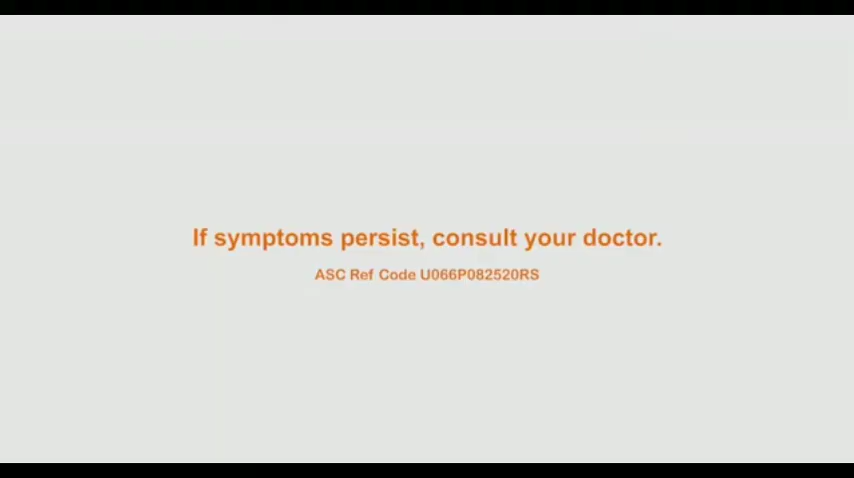 If symptoms persist, consult your doctor.
ASC Ref Code U066P082520RS